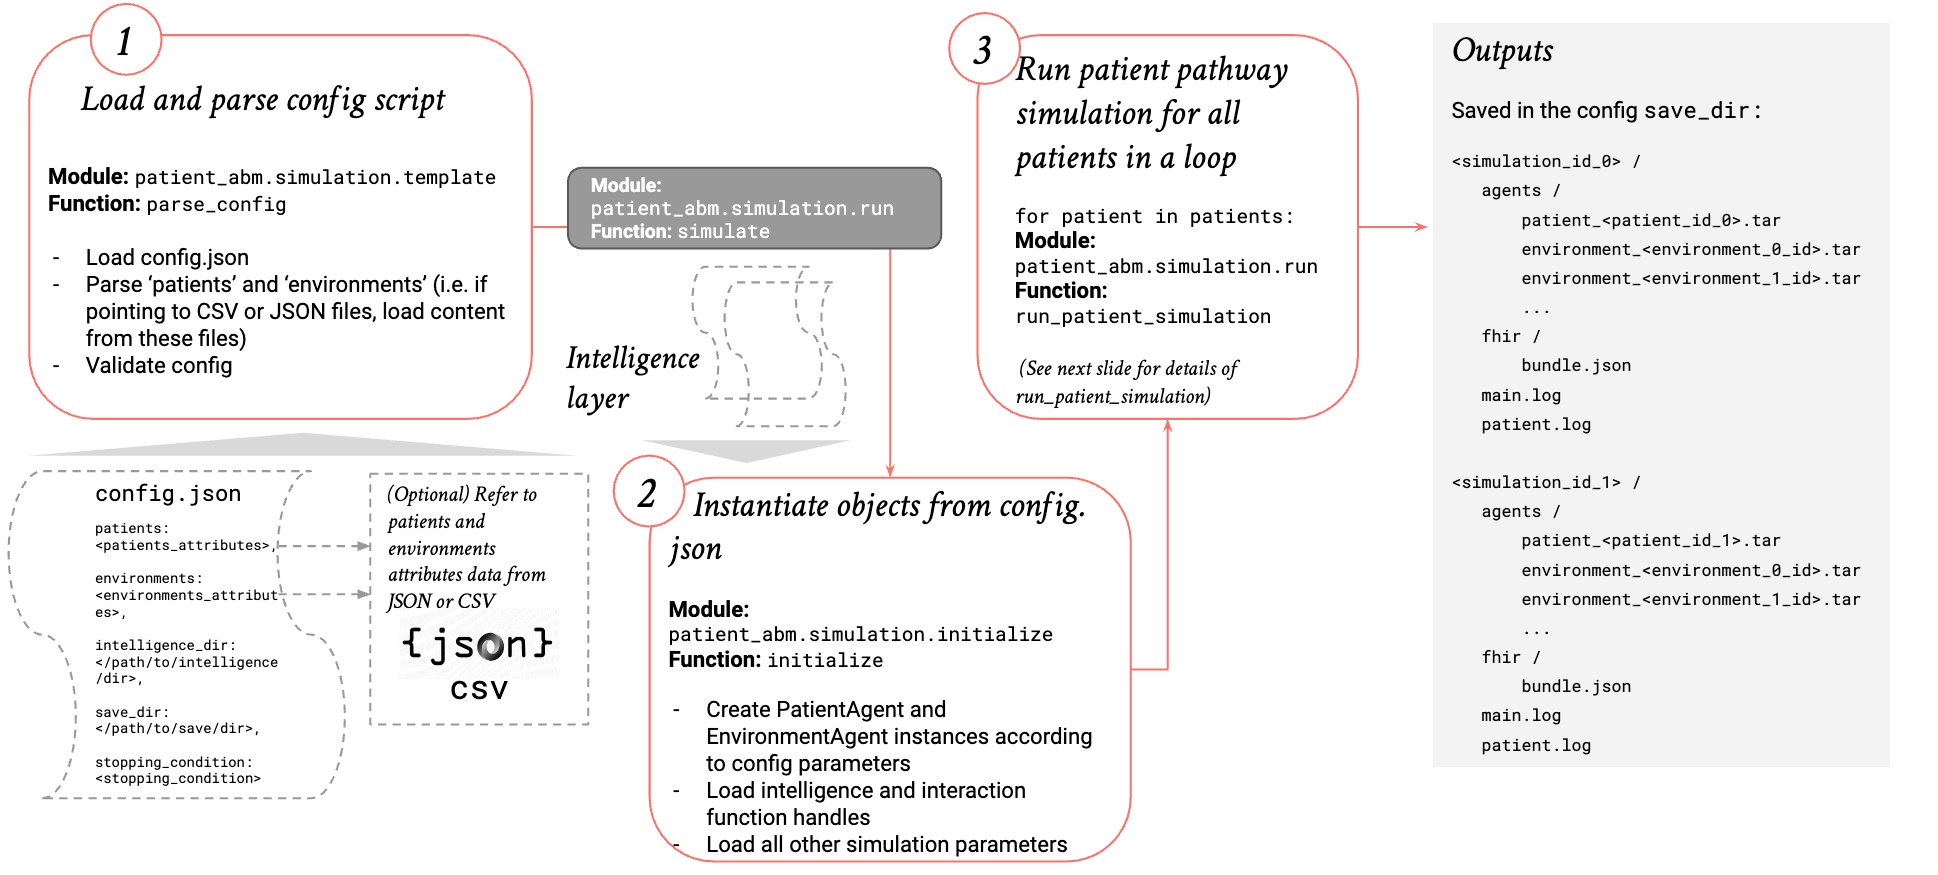 1
Load and parse config script
Module: patient_abm.simulation.template
Function: parse_config
- Load config.json
- Parse ‘patients’ and ‘environments’ (i.e. if
pointing to CSV or JSON files, load content
from these files)
- Validate config
config.json
patients:
<patients_attributes>,
environments:
<environments_attribut
es>,
intelligence_dir:
</path/to/intelligence
/dir>,
save_dir:
</path/to/save/dir>,
stopping_condition:
<stopping_condition>
(Optional) Refer to
patients and
environments
attributes data from
JSON or CSV
{json}
CSV
Module:
patient_abm.simulation.run
Function: simulate
Intelligence
layer
2
Instantiate objects from config.
json
Module:
patient_abm.simulation.initialize
Function: initialize
- Create PatientAgent and
EnvironmentAgent instances according
to config parameters
- Load intelligence and interaction
function handles
- Load all other simulation parameters
3
Run patient pathway
simulation for all
patients in a loop
for patient in patients:
Module:
patient_abm.simulation.run
Function:
run_patient_simulation
(See next slide for details of
run_patient_simulation)
Outputs
Saved in the config save_dir:
<simulation_id_0> /
agents /
patient_<patient_id_0>.tar
environment_<environment_0_id>.tar
environment_<environment_1_id>.tar
...
fhir /
bundle.json
main.log
patient.log
<simulation_id_1> /
agents /
patient_<patient_id_1>.tar
environment_<environment_0_id>.tar
environment_<environment_1_id>.tar
...
fhir /
bundle.json
main.log
patient.log